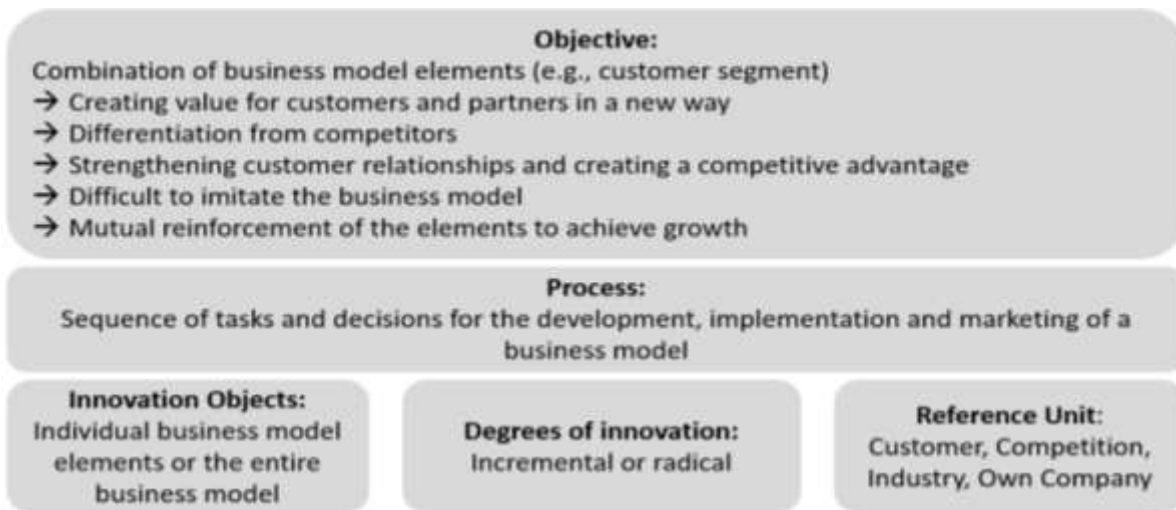 Objective:
Combination of business model elements (e.g., customer segment)
→ Creating value for customers and partners in a new way
→ Differentiation from competitors
→ Strengthening customer relationships and creating a competitive advantage
→ Difficult to imitate the business model
→ Mutual reinforcement of the elements to achieve growth
Process:
Sequence of tasks and decisions for the development, implementation and marketing of a
business model
Innovation Objects:
Individual business model
elements or the entire
business model
Degrees of innovation:
Incremental or radical
Reference Unit:
Customer, Competition,
Industry, Own Company